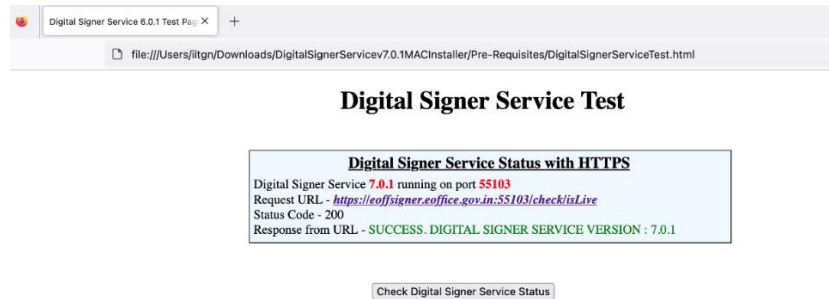 Digital Signer Service 6.0.1 Test Pag
file:///Users/iitgn/Downloads/DigitalSignerServicev7.0.1MACInstaller/Pre-Requisites/DigitalSignerServiceTest.html
Digital Signer Service Test
Digital Signer Service Status with HTTPS
Digital Signer Service 7.0.1 running on port 55103
Request URL - https://eoffsigner.eoffice.gov.in:55103/check/isLive
Status Code - 200
Response from URL - SUCCESS. DIGITAL SIGNER SERVICE VERSION : 7.0.1
Check Digital Signer Service Status